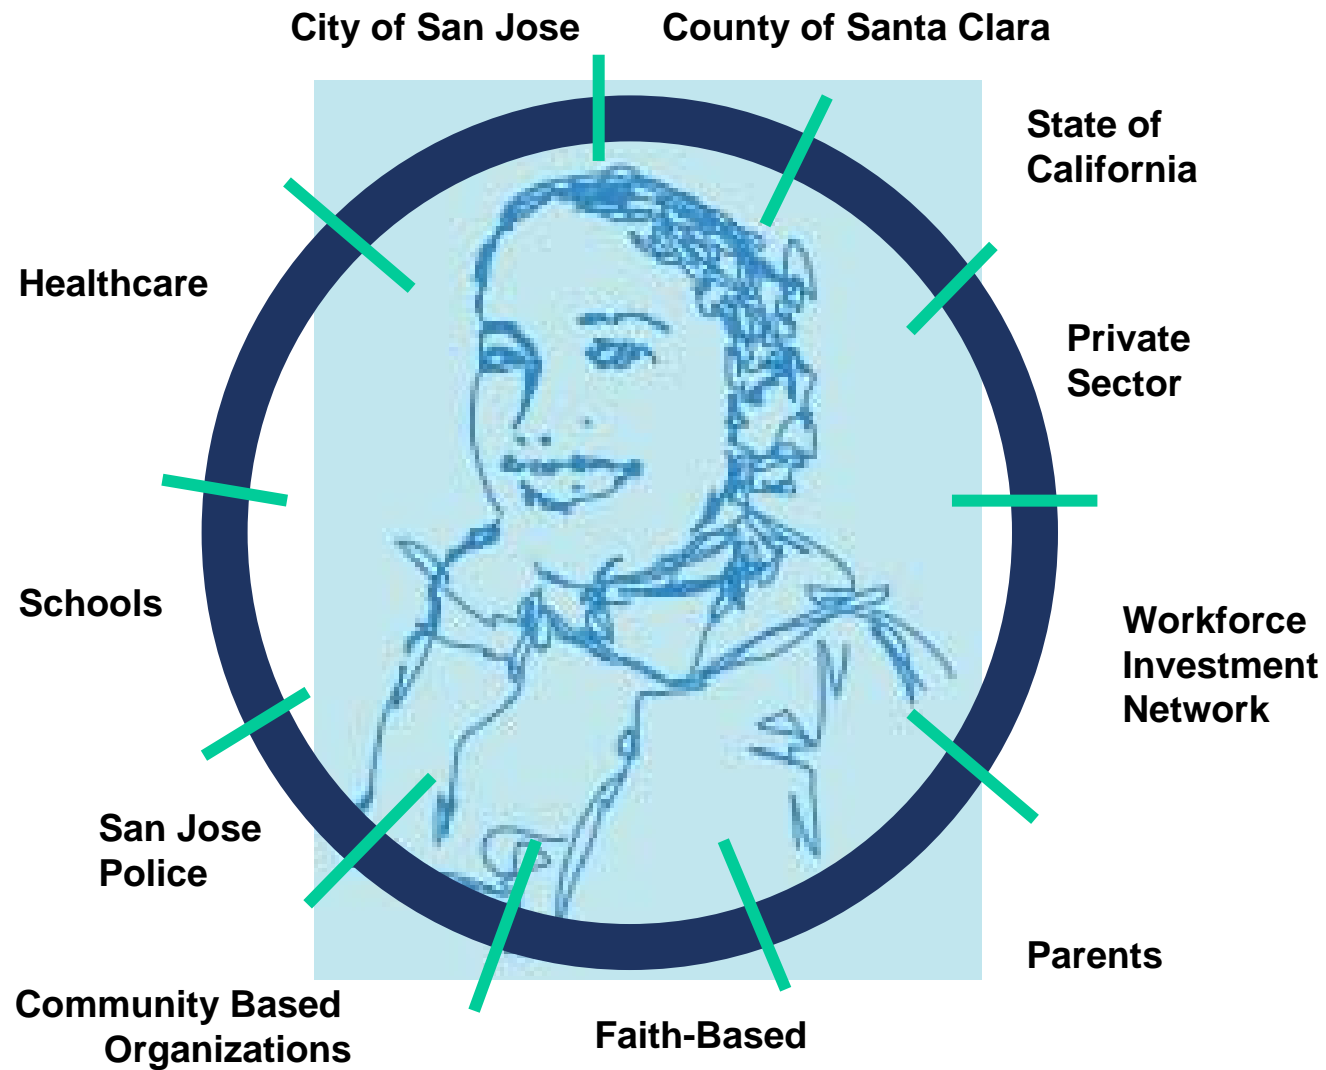 City of San Jose
County of Santa Clara
State of
California
Private
Sector
Workforce
Investment
Network
Parents
Faith-Based
Community Based
Organizations
San Jose
Police
Schools
Healthcare